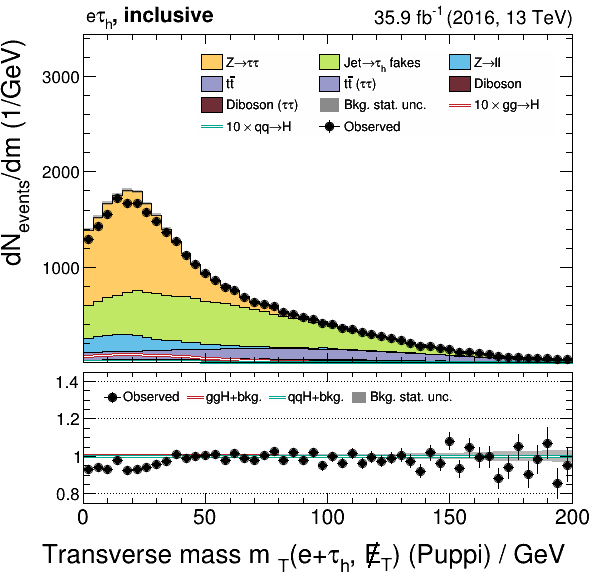 eτh, inclusive 35.9 fb⁻¹ (2016, 13 TeV)
dNevents/dm (1/GeV)
3000
2000
1000
Z→ττ Jet→τh fakes Z→ll
tt̄ tt̄ (ττ) Diboson
Diboson (ττ) Bkg. stat. unc. 10 × gg→H
10 × qq→H Observed
1.4
1.2
1
0.8
Observed ggH+bkg. qqH+bkg. Bkg. stat. unc.
0 50 100 150 200
Transverse mass m T(e+τh, E̸T) (Puppi) / GeV